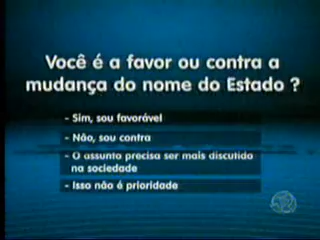 Você é a favor ou contra a
mudança do nome do Estado ?
- Sim, sou favorável
- Não, sou contra
- O assunto precisa ser mais discutido
na sociedade
- Isso não é prioridade